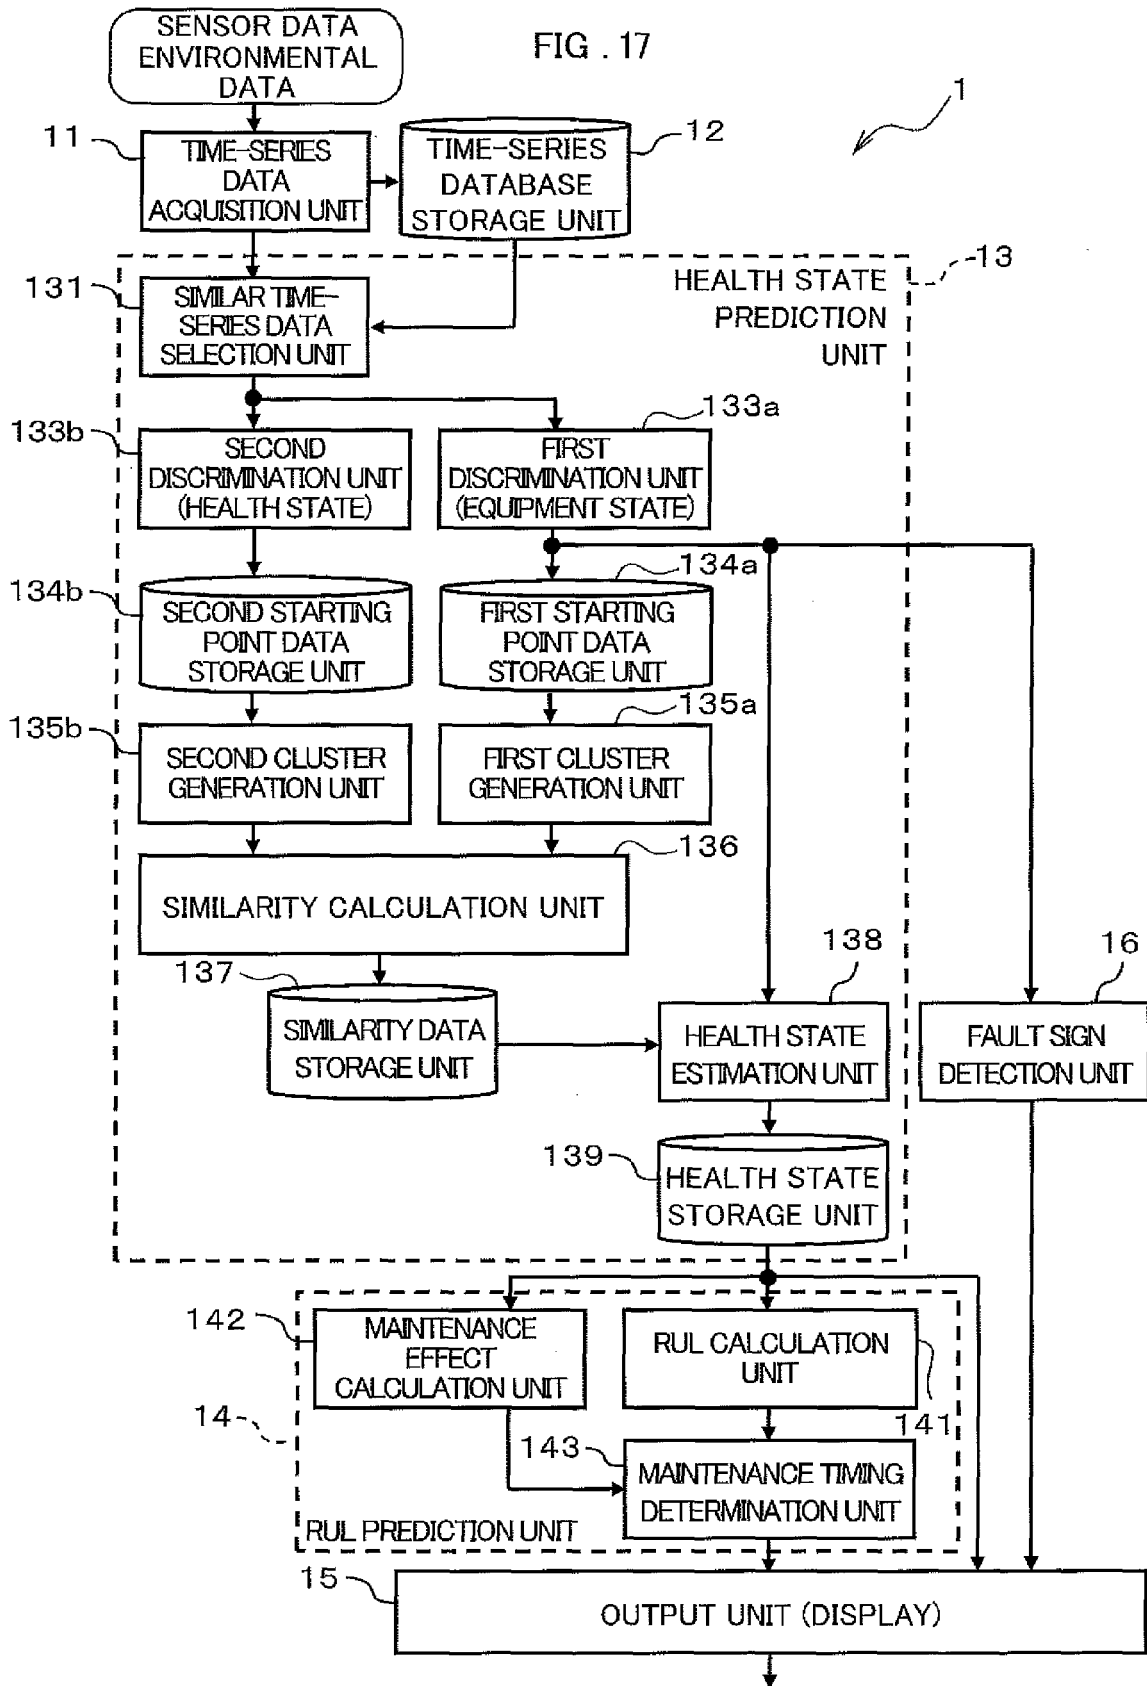 SENSOR DATA
ENVIRONMENTAL
DATA
FIG . 17
1
11
TIME-SERIES
DATA
ACQUISITION UNIT
12
TIME-SERIES
DATABASE
STORAGE UNIT
13
HEALTH STATE
PREDICTION
UNIT
131
SIMILAR TIME-
SERIES DATA
SELECTION UNIT
133b
SECOND
DISCRIMINATION UNIT
(HEALTH STATE)
133a
FIRST
DISCRIMINATION UNIT
(EQUIPMENT STATE)
134b
SECOND STARTING
POINT DATA
STORAGE UNIT
134a
FIRST STARTING
POINT DATA
STORAGE UNIT
135b
SECOND CLUSTER
GENERATION UNIT
135a
FIRST CLUSTER
GENERATION UNIT
136
SIMILARITY CALCULATION UNIT
137
SIMILARITY DATA
STORAGE UNIT
138
HEALTH STATE
ESTIMATION UNIT
16
FAULT SIGN
DETECTION UNIT
139
HEALTH STATE
STORAGE UNIT
142
MAINTENANCE
EFFECT
CALCULATION UNIT
RUL CALCULATION
UNIT
141
14
143
MAINTENANCE TIMING
DETERMINATION UNIT
RUL PREDICTION UNIT
15
OUTPUT UNIT (DISPLAY)